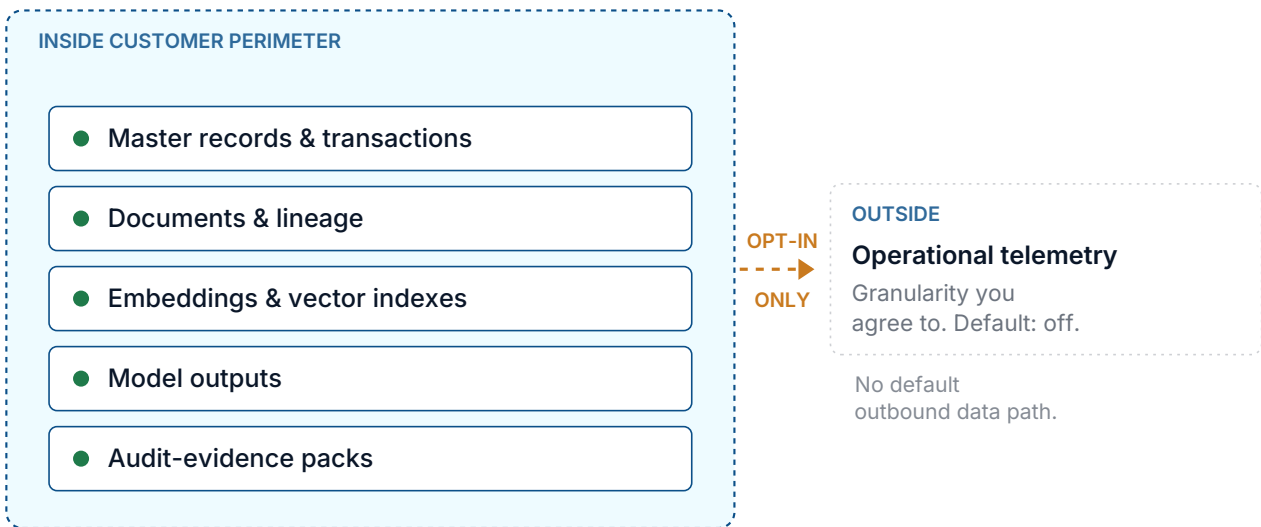 INSIDE CUSTOMER PERIMETER
Master records & transactions
Documents & lineage
Embeddings & vector indexes
Model outputs
Audit-evidence packs
OPT-IN
ONLY
OUTSIDE
Operational telemetry
Granularity you
agree to. Default: off.
No default
outbound data path.